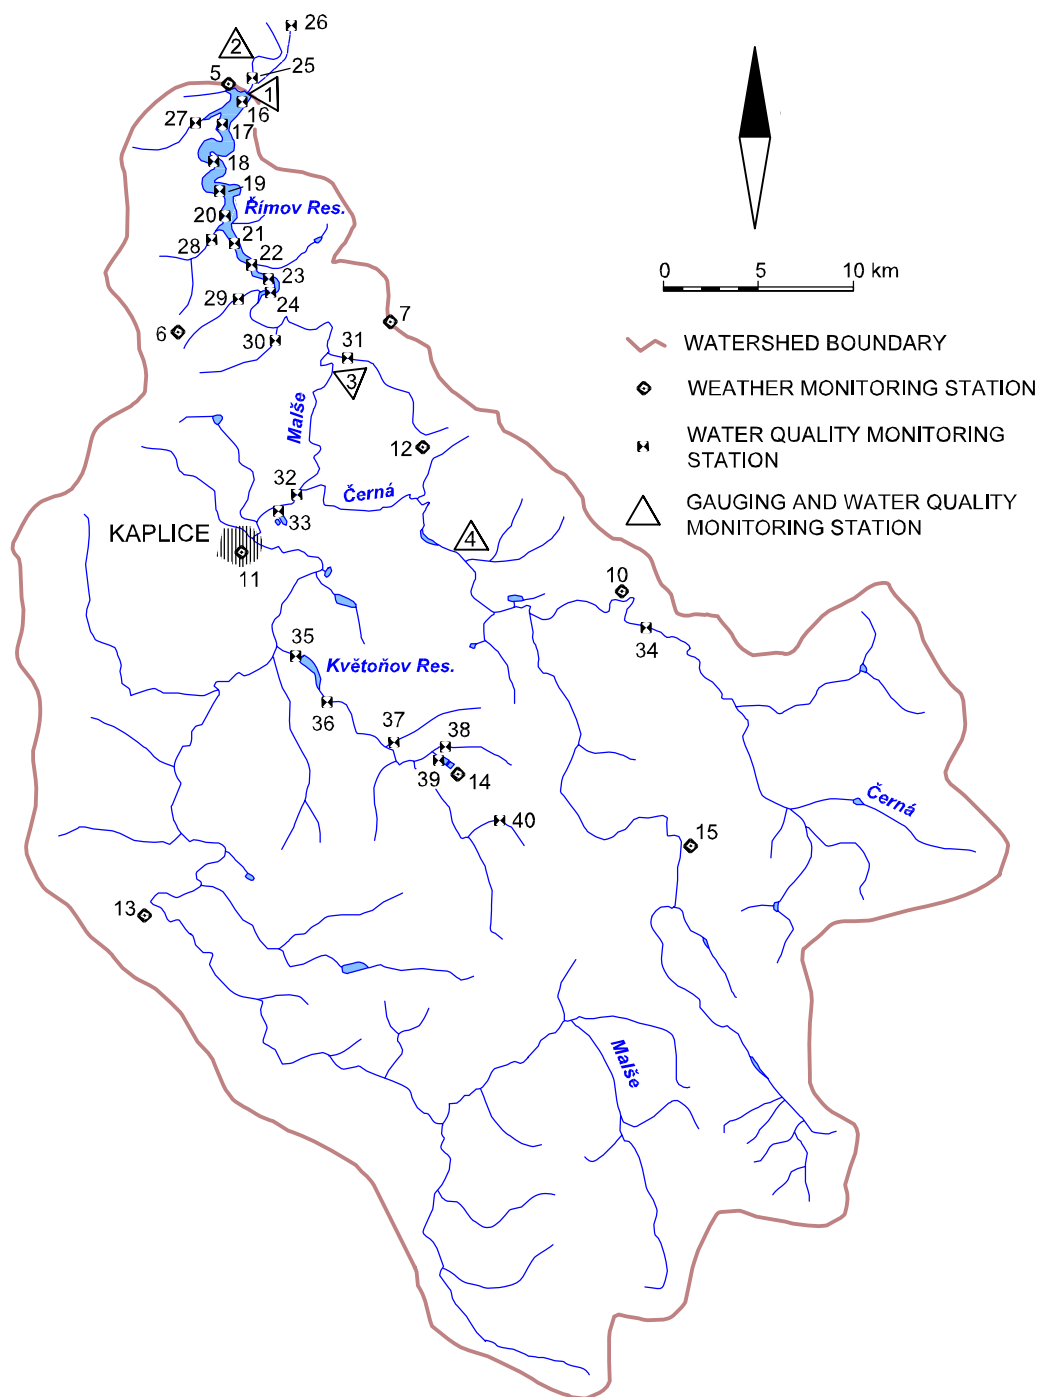 26
2
25
5
1
16
27
17
18
19
20
Římov Res.
28
21
22
23
29
24
6
7
30
31
3
Malše
12
32
Černá
33
KAPLICE
4
11
10
34
35
Květoňov Res.
36
37
38
39
14
40
Černá
15
13
Malše
0 5 10 km
WATERSHED BOUNDARY
WEATHER MONITORING STATION
WATER QUALITY MONITORING
STATION
GAUGING AND WATER QUALITY
MONITORING STATION